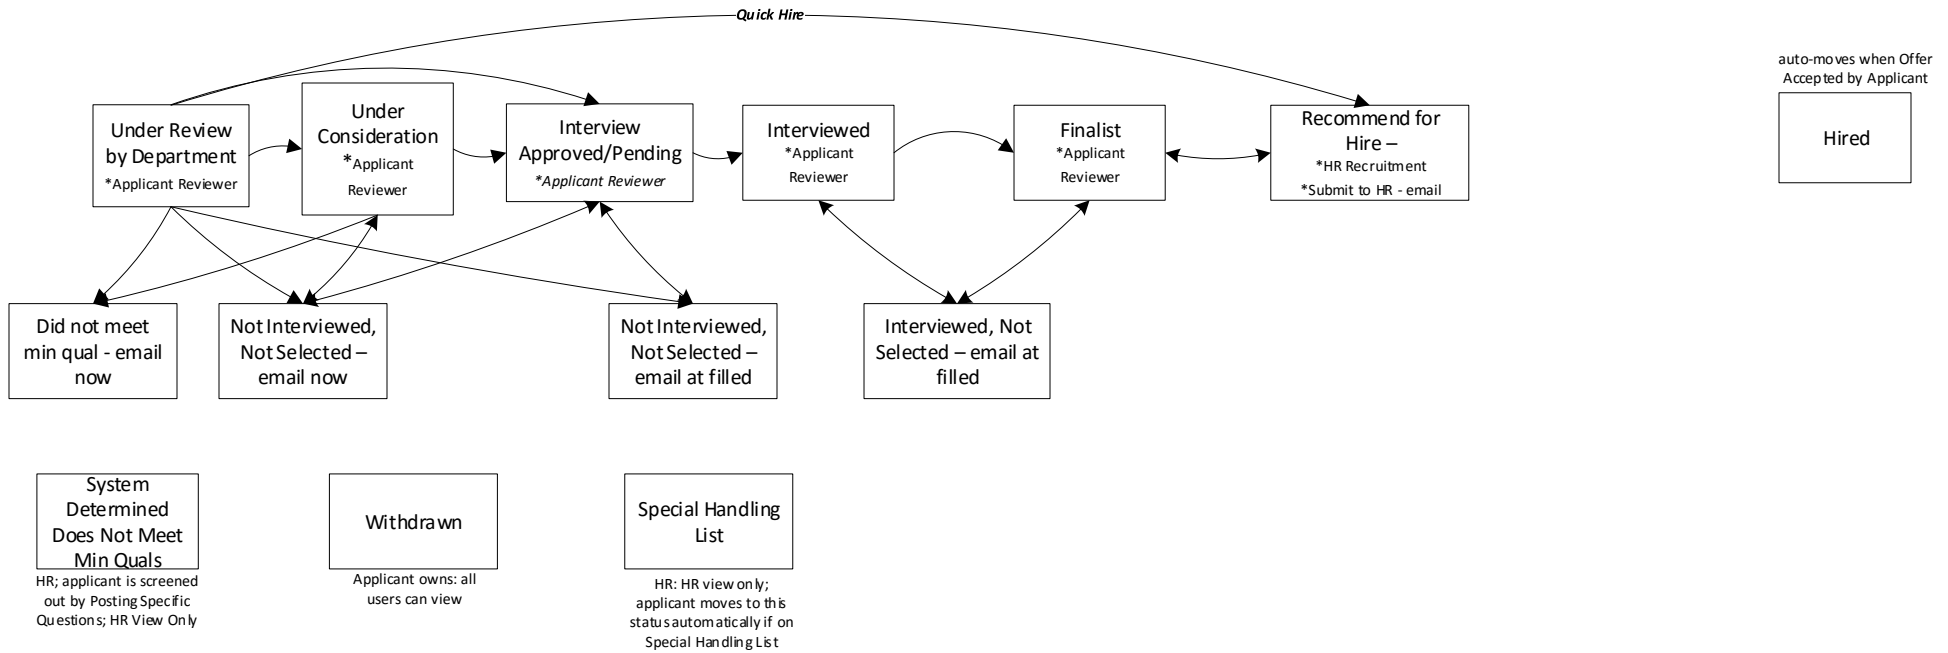 Quick Hire
auto-moves when Offer
Accepted by Applicant
Under Review
by Department
*Applicant Reviewer
Under
Consideration
*Applicant
Reviewer
Interview
Approved/Pending
*Applicant Reviewer
Interviewed
*Applicant
Reviewer
Finalist
*Applicant
Reviewer
Recommend for
Hire –
*HR Recruitment
*Submit to HR - email
Hired
Did not meet
min qual - email
now
Not Interviewed,
Not Selected –
email now
Not Interviewed,
Not Selected –
email at filled
Interviewed, Not
Selected – email at
filled
System
Determined
Does Not Meet
Min Quals
HR; applicant is screened
out by Posting Specific
Questions; HR View Only
Withdrawn
Applicant owns: all
users can view
Special Handling
List
HR: HR view only;
applicant moves to this
status automatically if on
Special Handling List